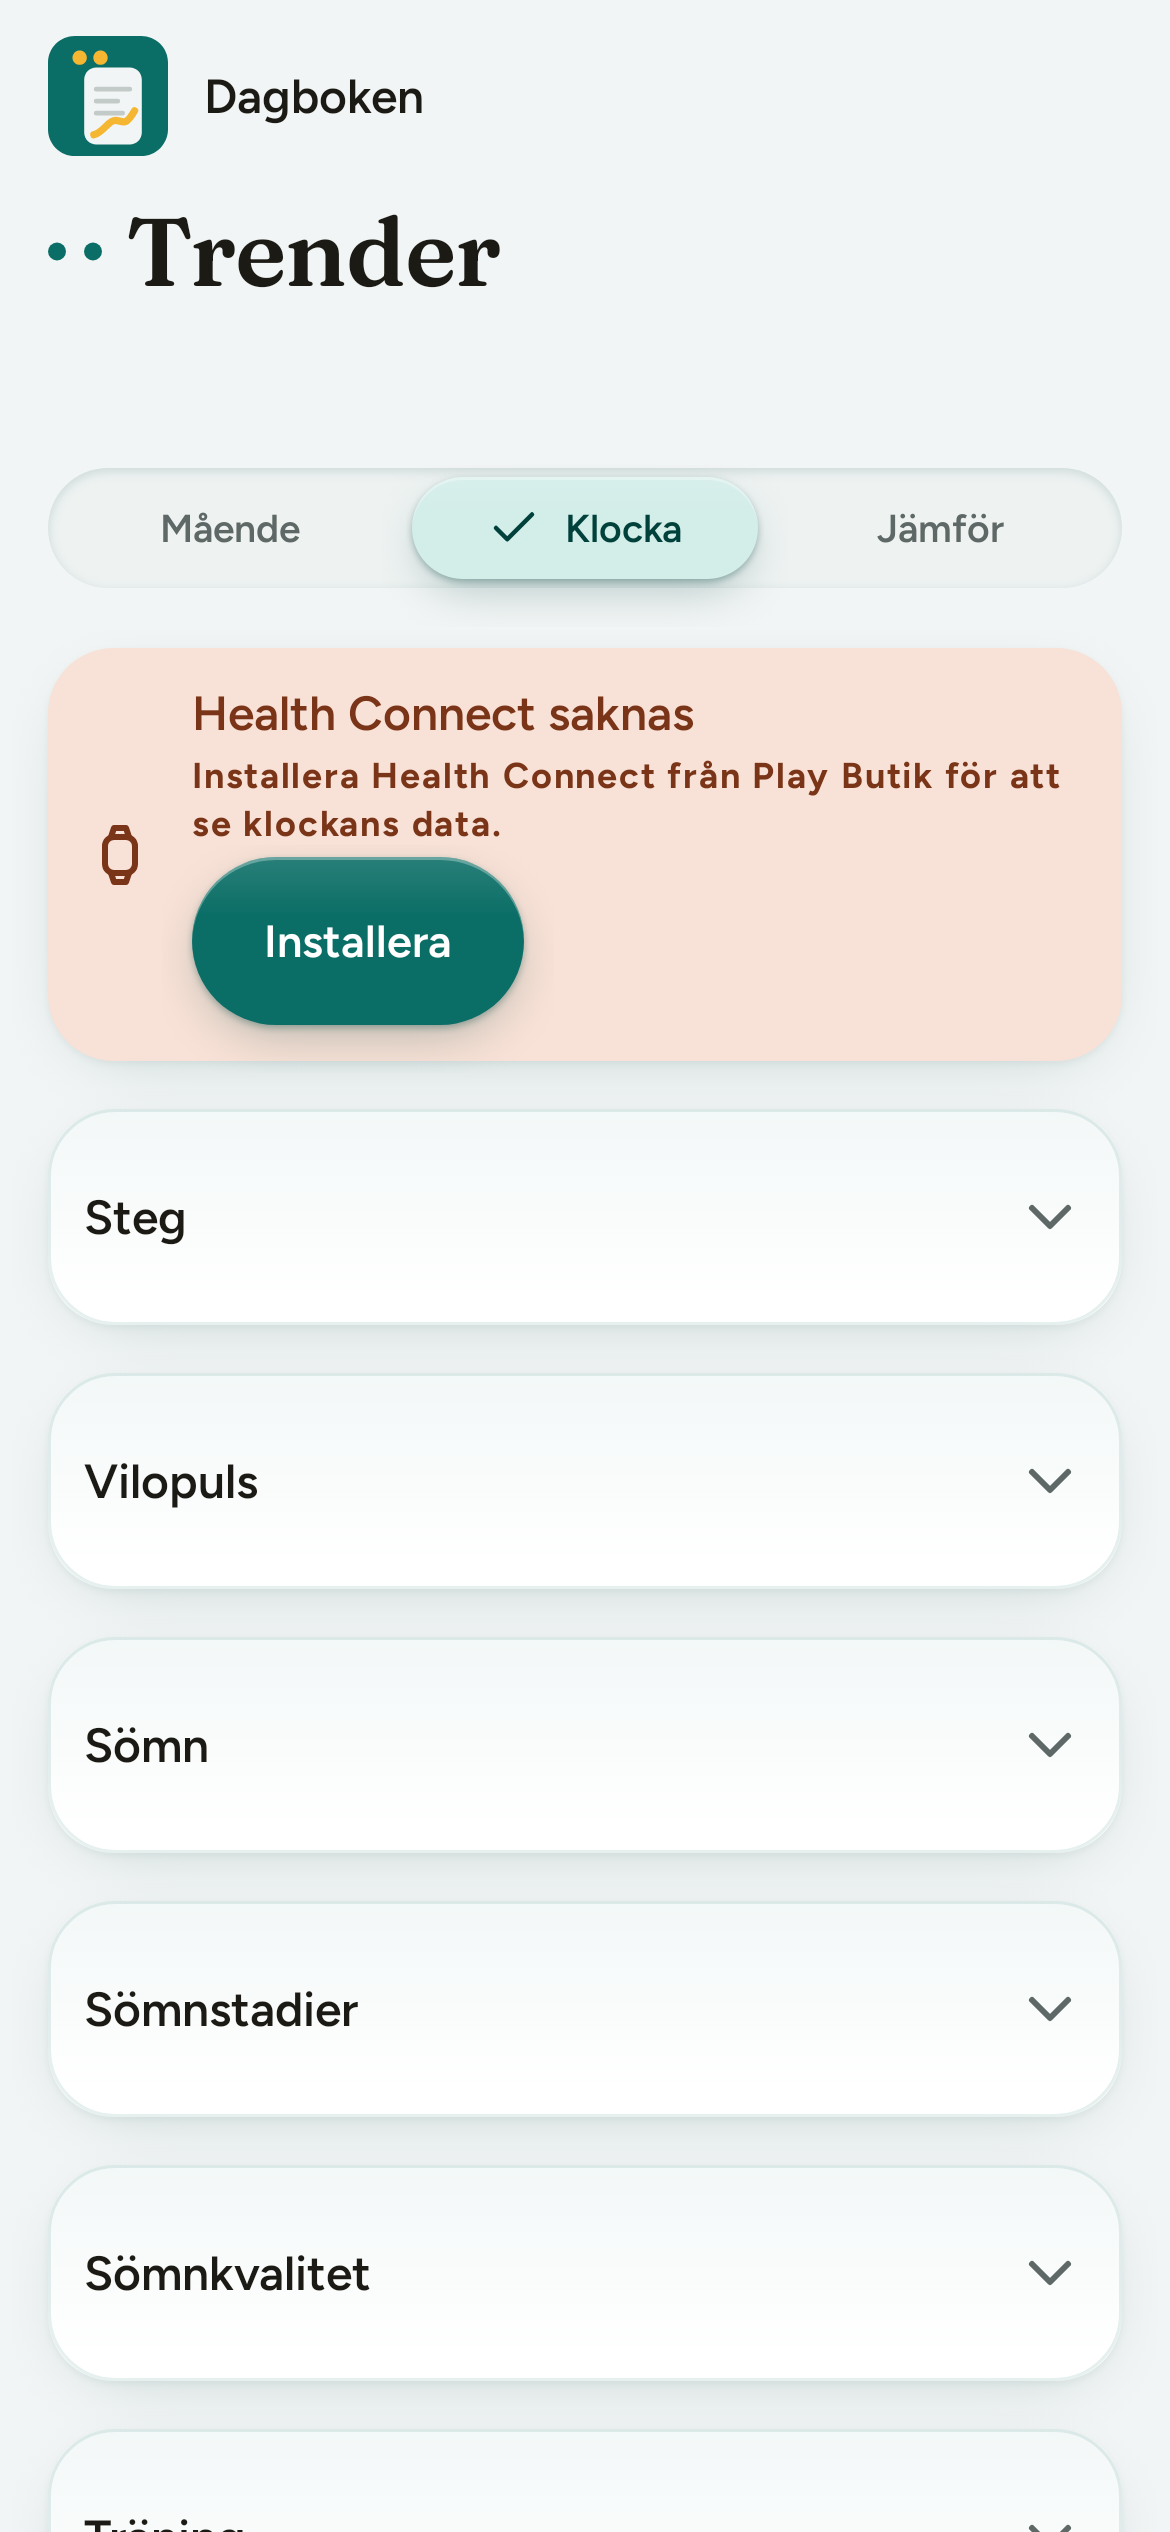 Dagboken
Trender
Mående
Klocka
Jämför
Health Connect saknas
Installera Health Connect från Play Butik för att
se klockans data.
Installera
Steg
Vilopuls
Sömn
Sömnstadier
Sömnkvalitet